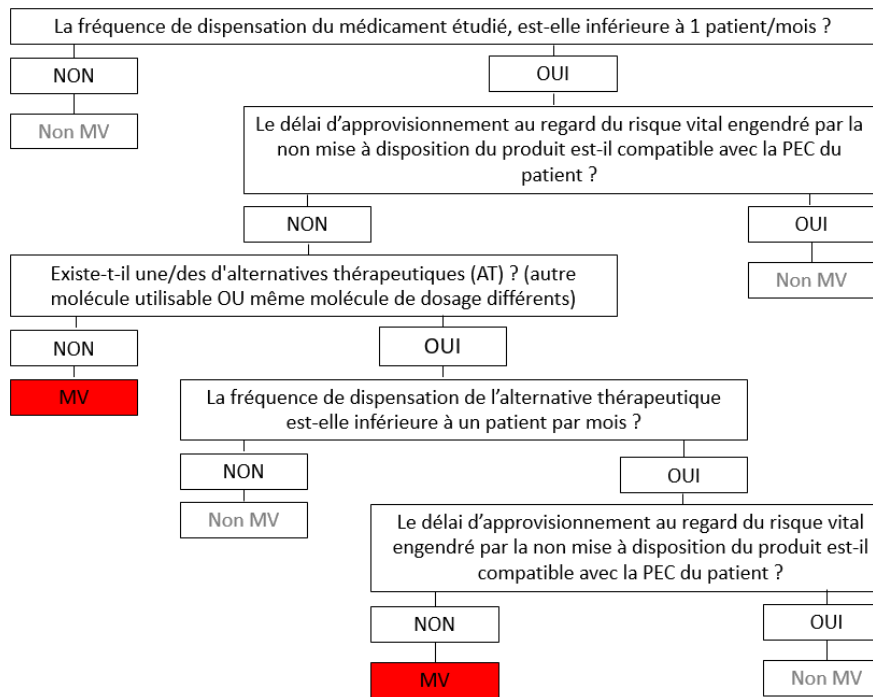 La fréquence de dispensation du médicament étudié, est-elle inférieure à 1 patient/mois ?
NON
OUI
Non MV
Le délai d'approvisionnement au regard du risque vital engendré par la
non mise à disposition du produit est-il compatible avec la PEC du
patient ?
NON
OUI
Existe-t-il une/des d'alternatives thérapeutiques (AT) ? (autre
molécule utilisable OU même molécule de dosage différents)
Non MV
NON
OUI
MV
La fréquence de dispensation de l'alternative thérapeutique
est-elle inférieure à un patient par mois ?
NON
OUI
Non MV
Le délai d'approvisionnement au regard du risque vital
engendré par la non mise à disposition du produit est-il
compatible avec la PEC du patient ?
NON
OUI
MV
Non MV